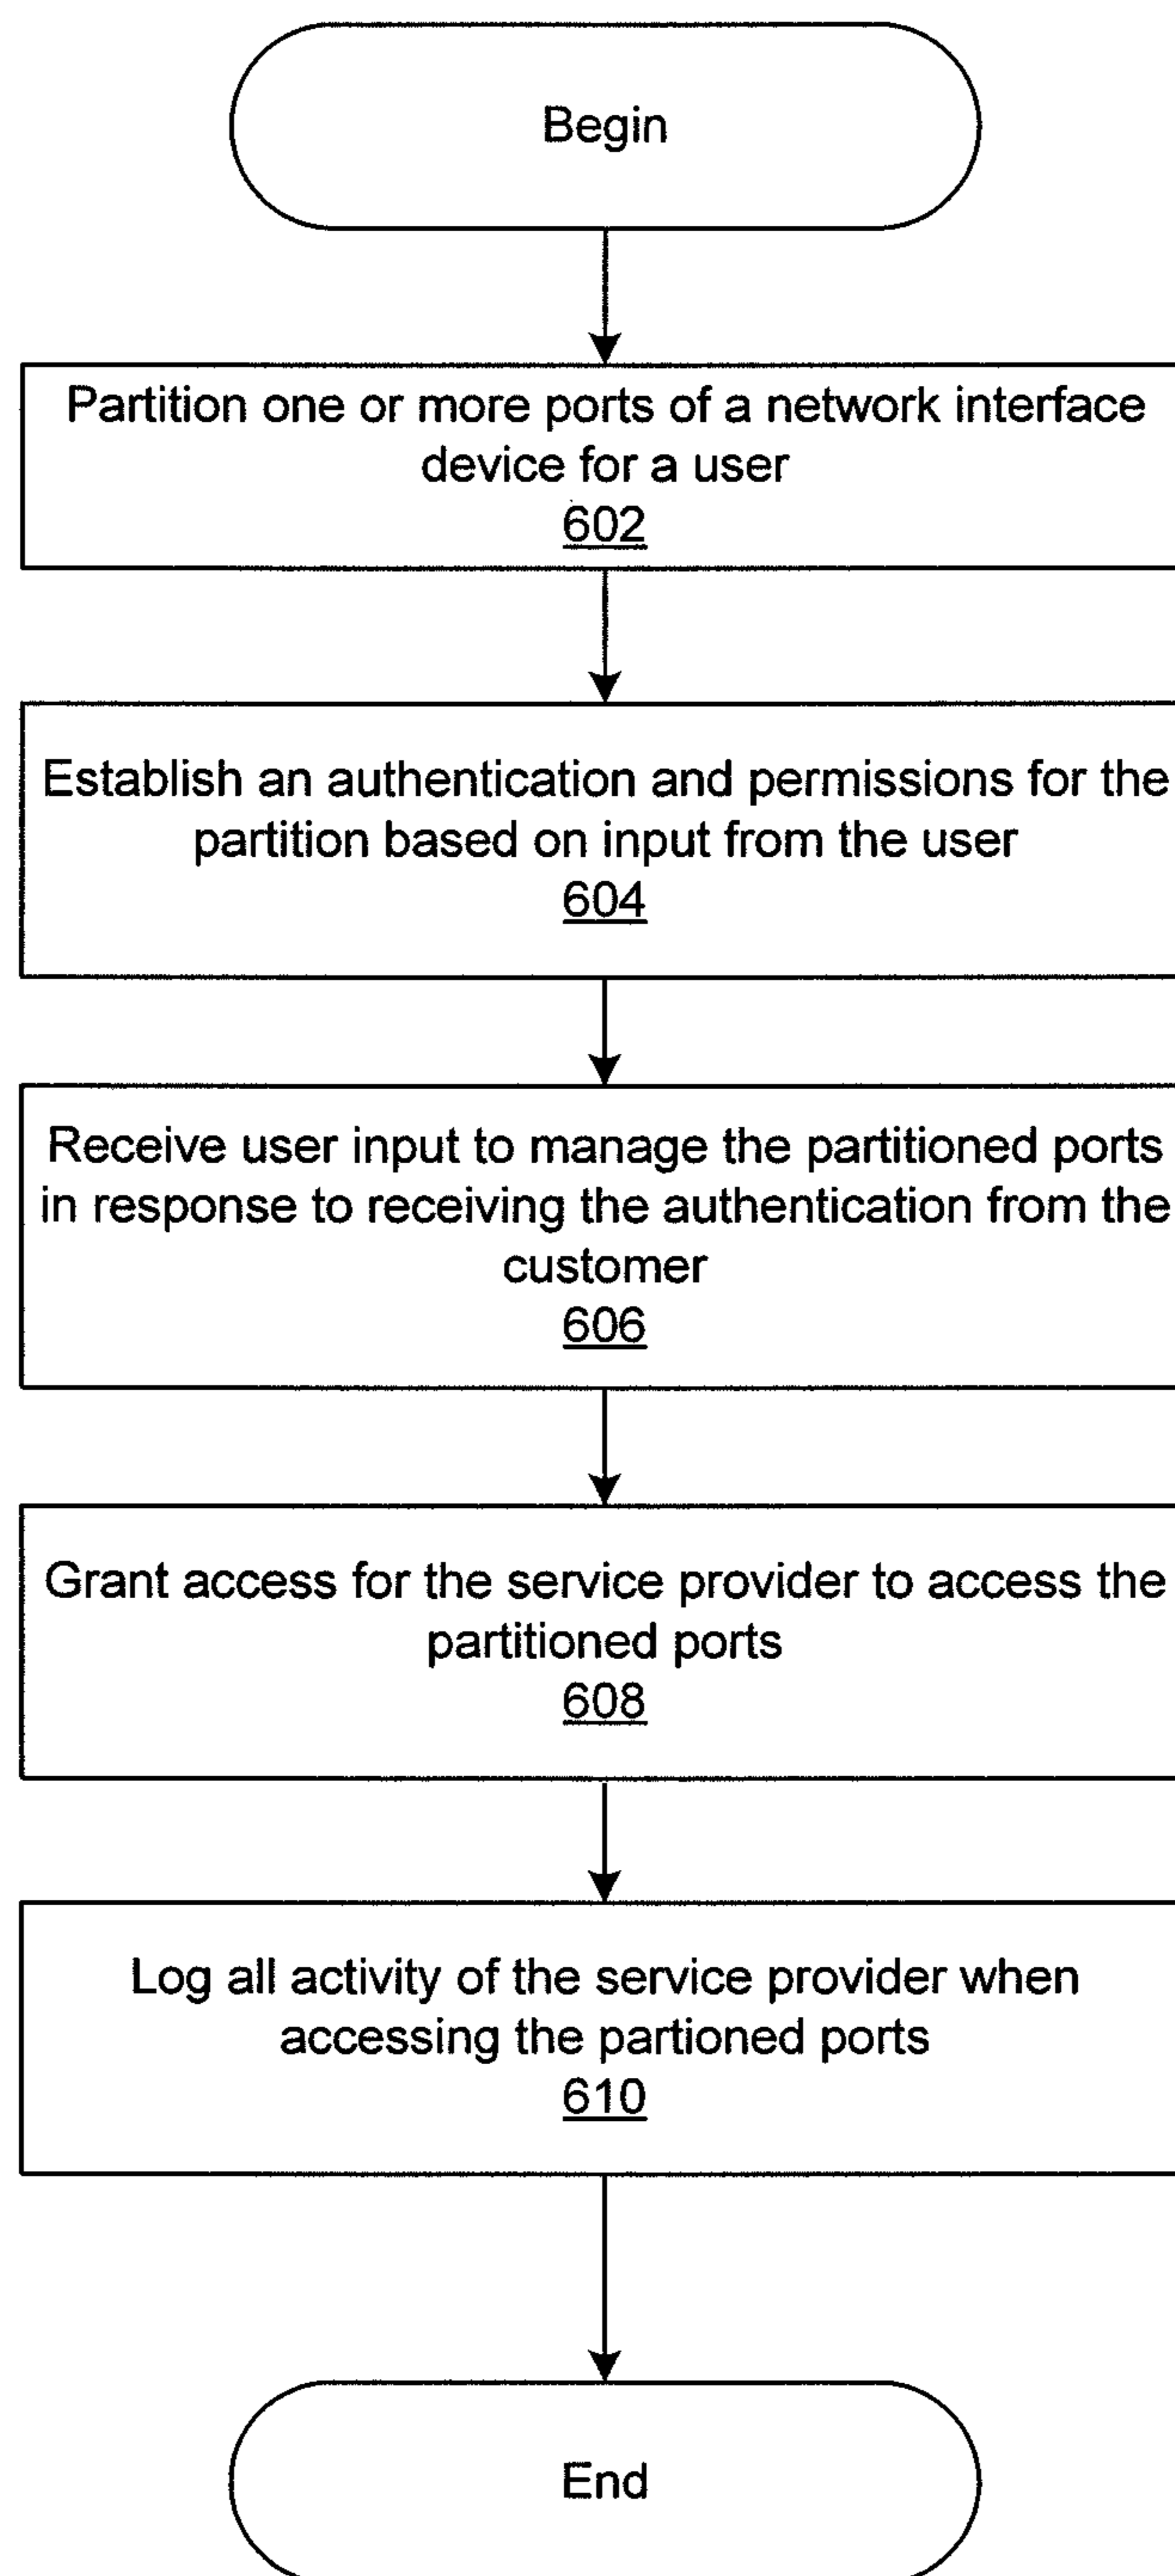 Begin
Partition one or more ports of a network interface
device for a user
602
Establish an authentication and permissions for the
partition based on input from the user
604
Receive user input to manage the partitioned ports
in response to receiving the authentication from the
customer
606
Grant access for the service provider to access the
partitioned ports
608
Log all activity of the service provider when
accessing the partioned ports
610
End